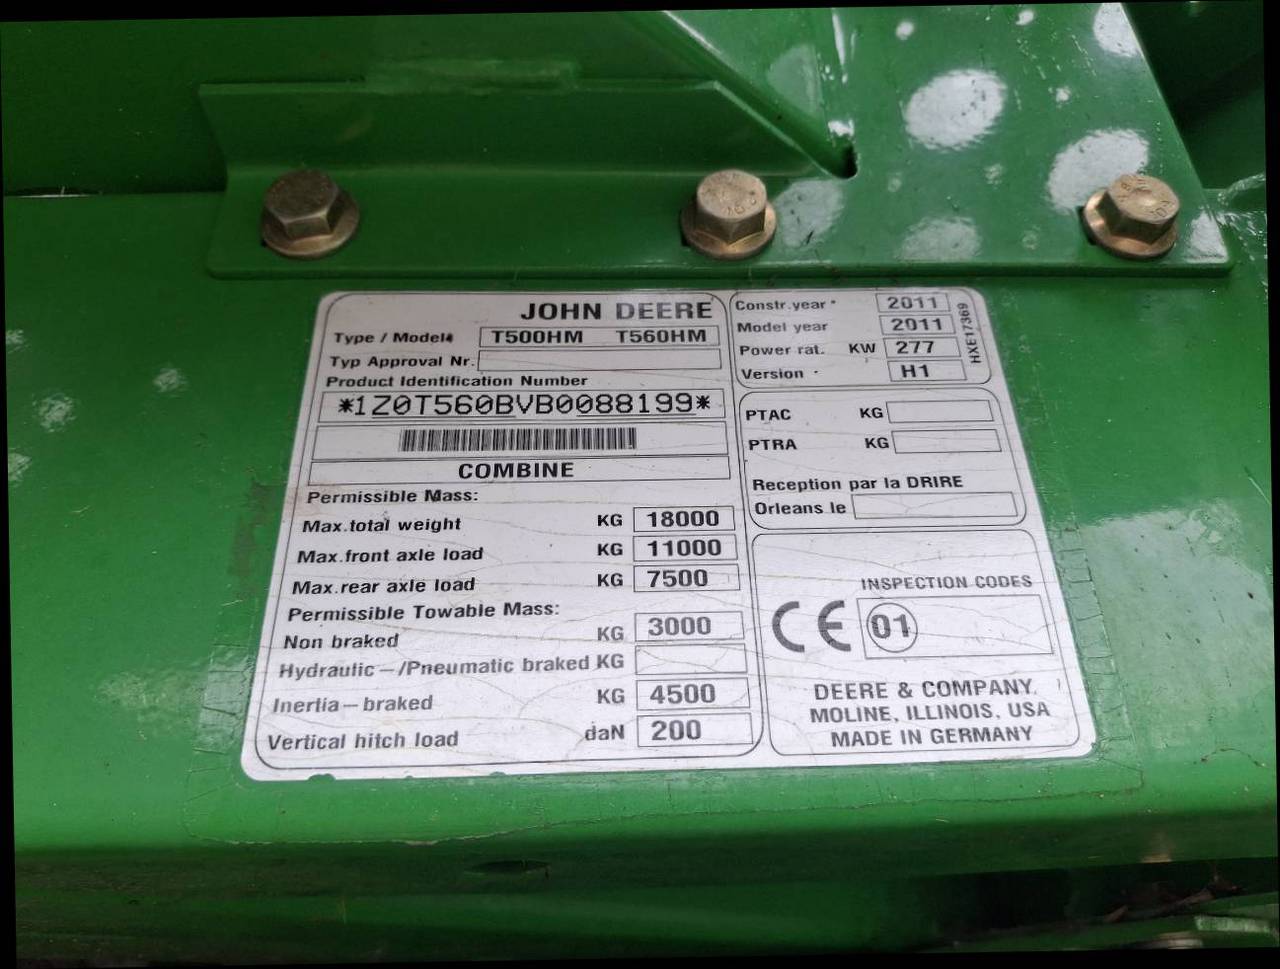 JOHN DEERE
Type / Model: T500HM T560HM
Typ Approval Nr.
Product Identification Number
*1Z0T560BVB0088199*
COMBINE
Permissible Mass:
Max.total weight KG 18000
Max.front axle load KG 11000
Max.rear axle load KG 7500
Permissible Towable Mass:
Non braked KG 3000
Hydraulic-/Pneumatic braked KG
Inertia-braked KG 4500
Vertical hitch load daN 200
Constr.year 2011
Model year 2011
Power rat. KW 277
Version H1
HXE17369
PTAC KG
PTRA KG
Reception par la DRIRE
Orleans le
INSPECTION CODES
CE 01
DEERE & COMPANY
MOLINE, ILLINOIS, USA
MADE IN GERMANY